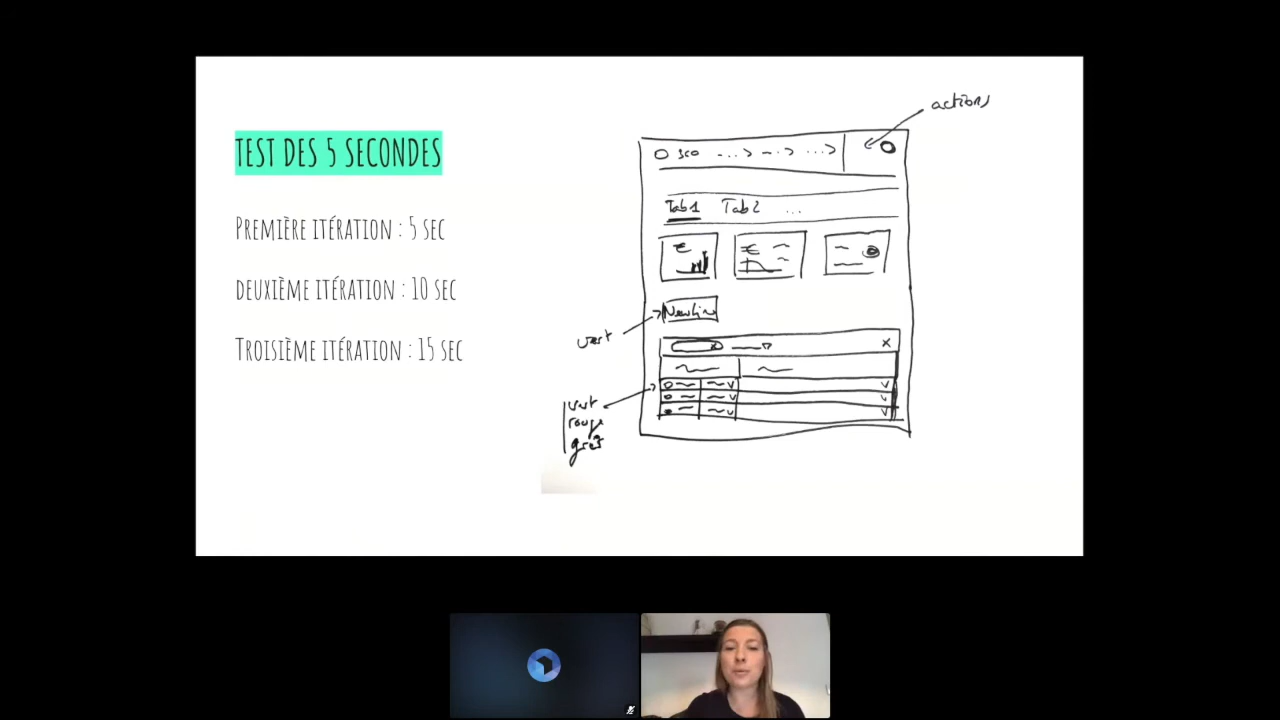 TEST DES 5 SECONDES
PREMIÈRE ITÉRATION : 5 SEC
DEUXIÈME ITÉRATION : 10 SEC
TROISIÈME ITÉRATION : 15 SEC
actions
Tab1 Tab2 ...
€
€
vert
vert
rouge
gris